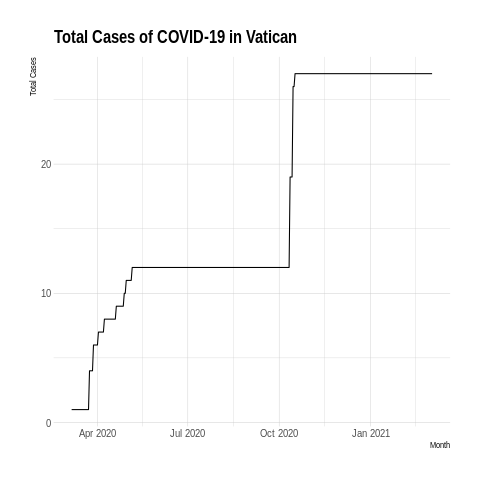 Total Cases of COVID-19 in Vatican
Total Cases
20
10
0
Apr 2020 Jul 2020 Oct 2020 Jan 2021
Month